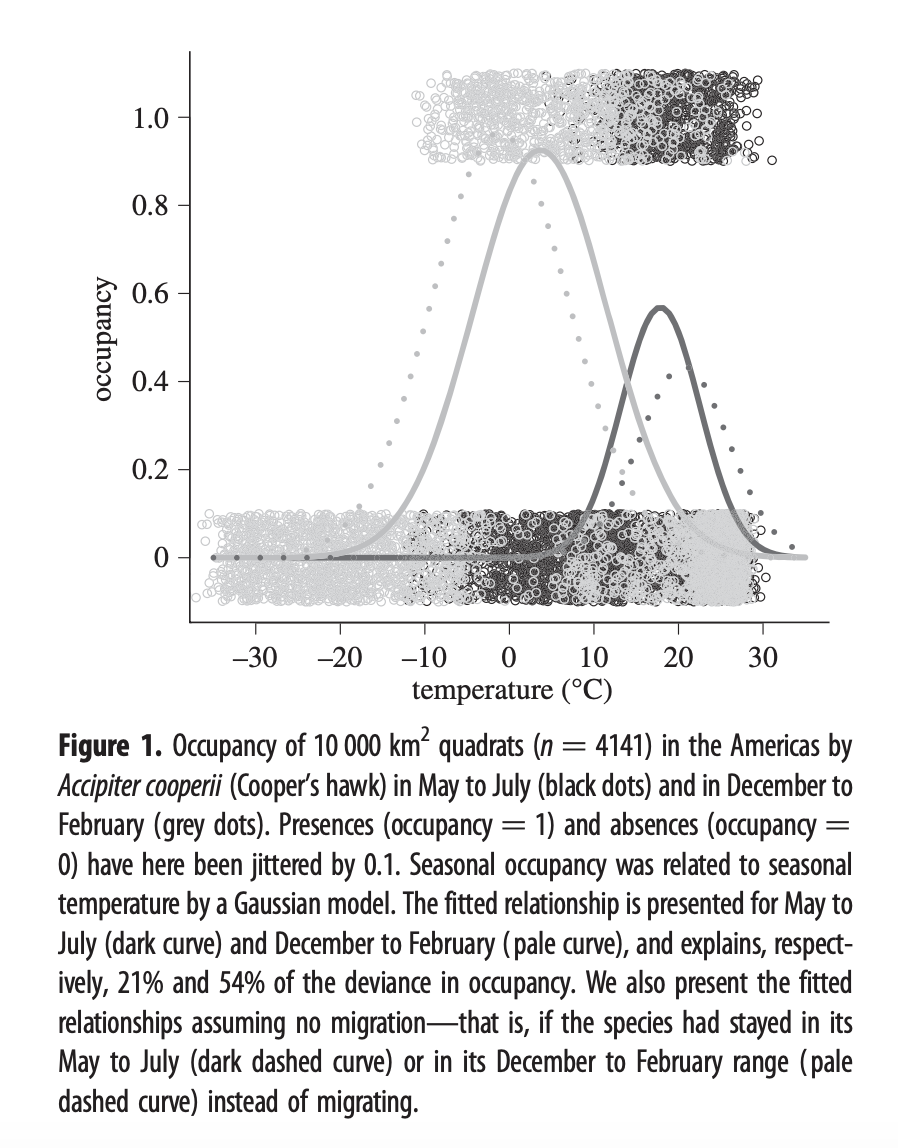 1.0
0.8
0.6
0.4
0.2
0
occupancy
–30 –20 –10 0 10 20 30
temperature (°C)
Figure 1. Occupancy of 10 000 km² quadrats (n = 4141) in the Americas by
Accipiter cooperii (Cooper's hawk) in May to July (black dots) and in December to
February (grey dots). Presences (occupancy = 1) and absences (occupancy =
0) have here been jittered by 0.1. Seasonal occupancy was related to seasonal
temperature by a Gaussian model. The fitted relationship is presented for May to
July (dark curve) and December to February (pale curve), and explains, respect-
ively, 21% and 54% of the deviance in occupancy. We also present the fitted
relationships assuming no migration—that is, if the species had stayed in its
May to July (dark dashed curve) or in its December to February range (pale
dashed curve) instead of migrating.